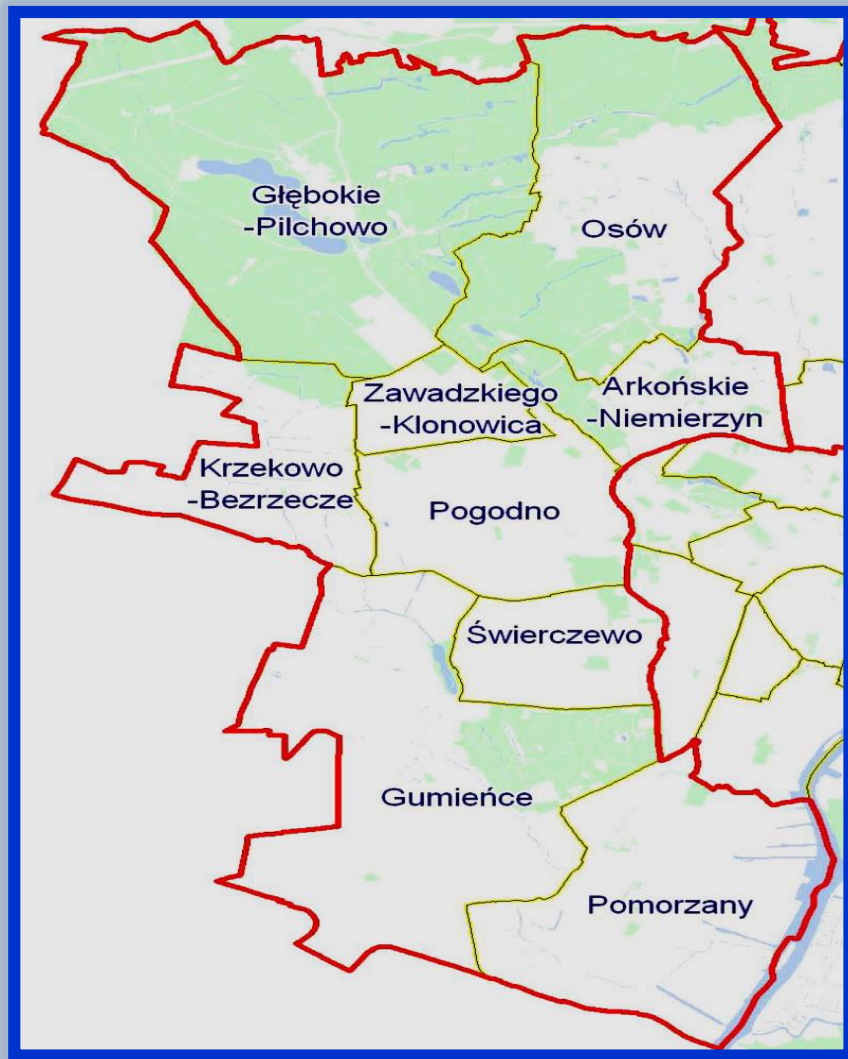 Głębokie
-Pilchowo
Osów
Zawadzkiego
-Klonowica
Arkońskie
-Niemierzyn
Krzekowo
-Bezrzecze
Pogodno
Świerczewo
Gumieńce
Pomorzany